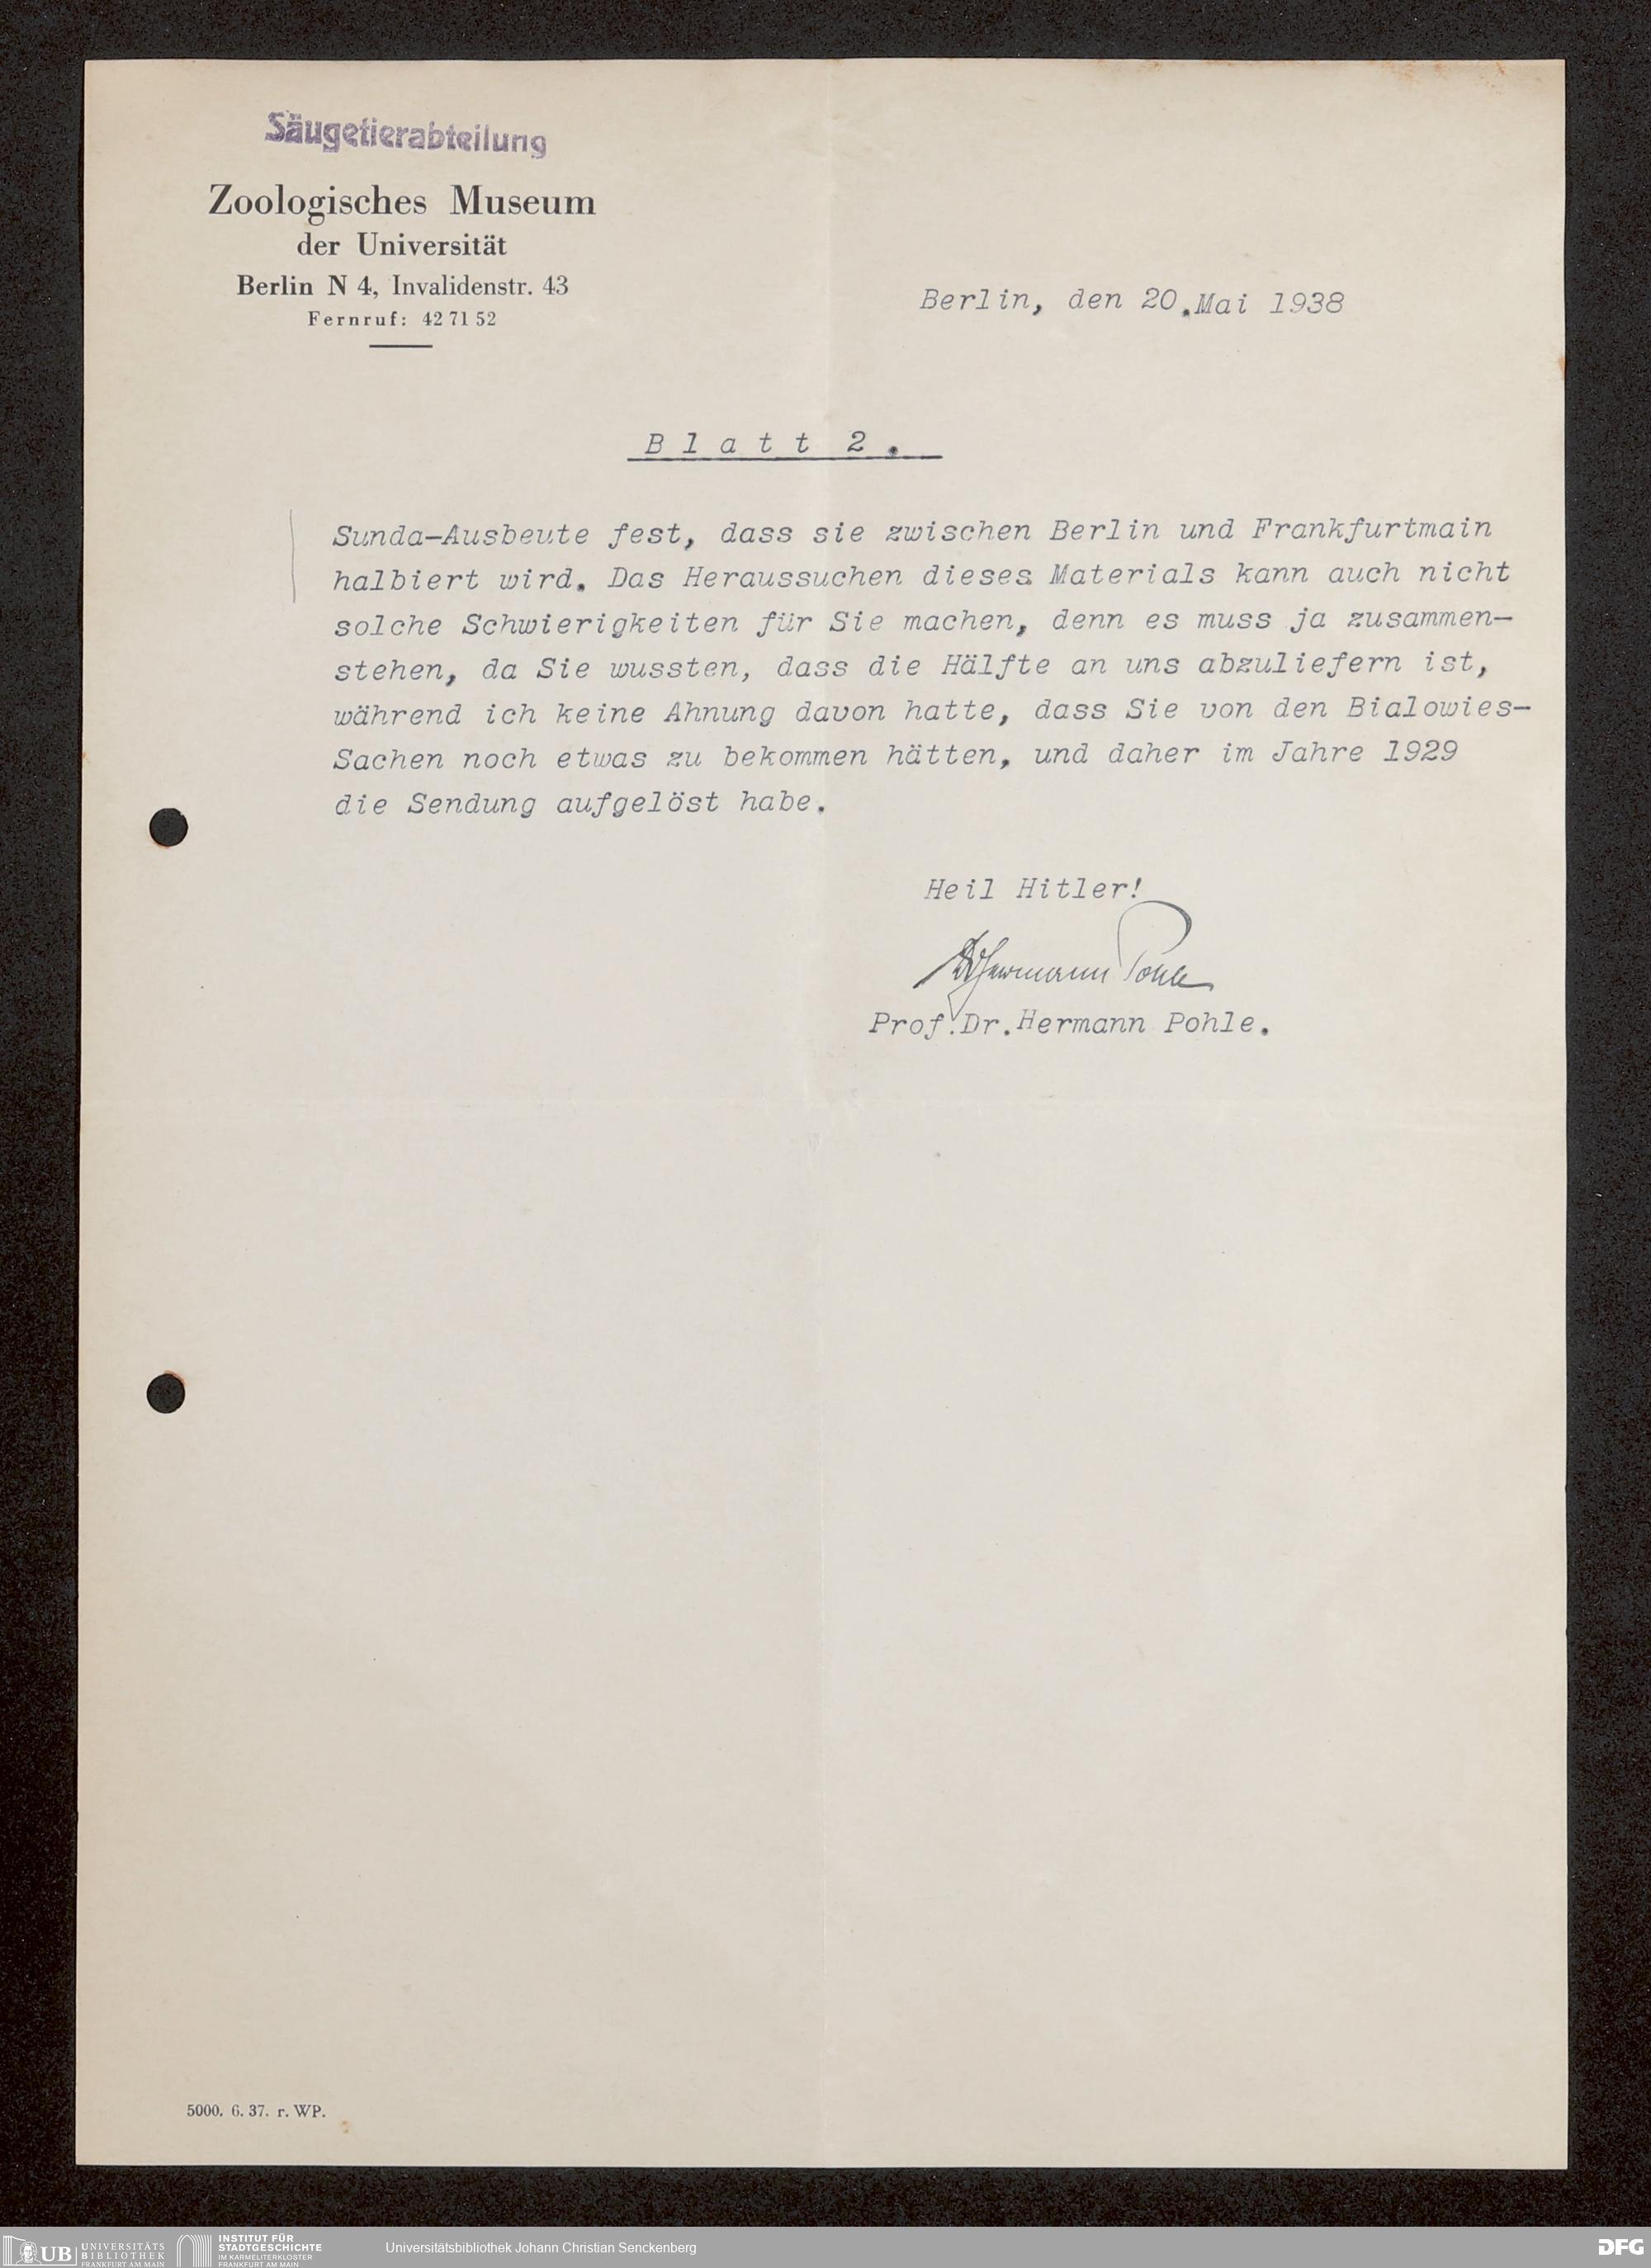 Säugetierabteilung
Zoologisches Museum
der Universität
Berlin N 4, Invalidenstr. 43
Fernruf: 42 71 52
Berlin, den 20.Mai 1938
Blatt 2.
Sunda-Ausbeute fest, dass sie zwischen Berlin und Frankfurtmain
halbiert wird. Das Heraussuchen dieses Materials kann auch nicht
solche Schwierigkeiten für Sie machen, denn es muss ja zusammen-
stehen, da Sie wussten, dass die Hälfte an uns abzuliefern ist,
während ich keine Ahnung davon hatte, dass Sie von den Bialowies-
Sachen noch etwas zu bekommen hätten, und daher im Jahre 1929
die Sendung aufgelöst habe.
Heil Hitler!
Hermann Pohle
Prof.Dr.Hermann Pohle.
5000. 6. 37. r. WP.
UB UNIVERSITÄTS
BIBLIOTHEK
FRANKFURT AM MAIN
INSTITUT FÜR
STADTGESCHICHTE
IM KARMELITERKLOSTER
FRANKFURT AM MAIN
Universitätsbibliothek Johann Christian Senckenberg
DFG